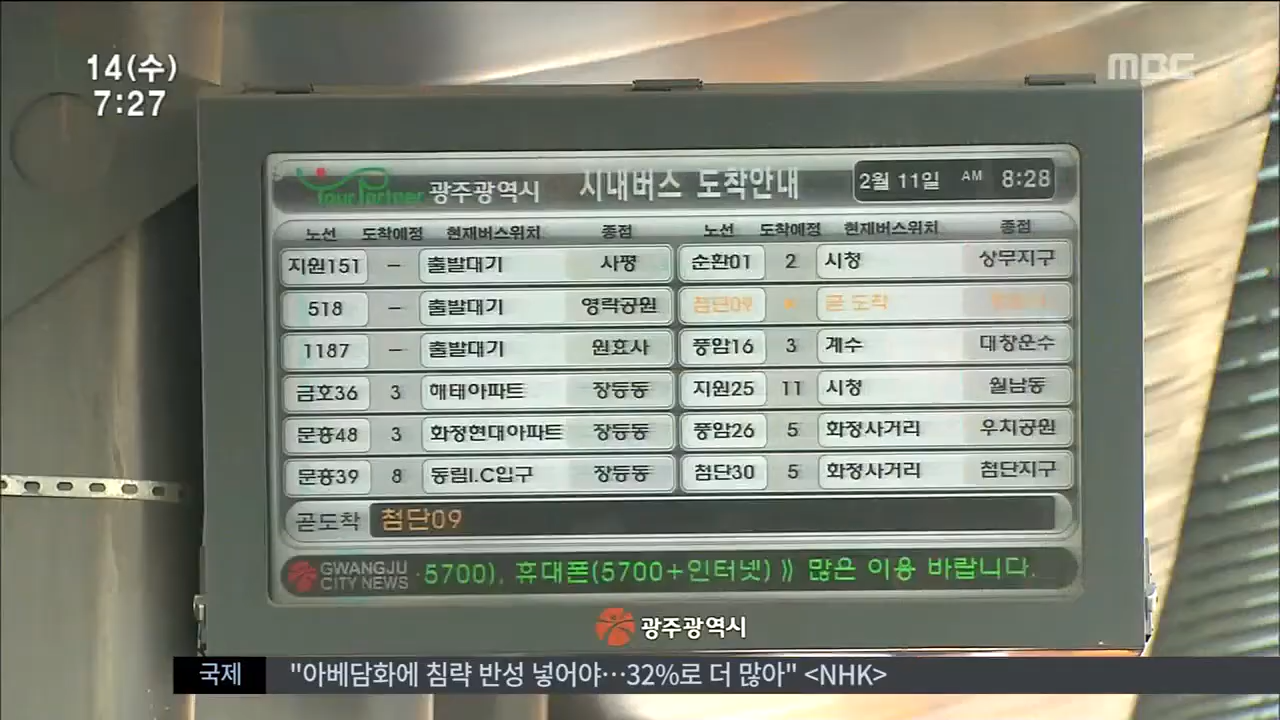 14(수)
7:27
MBC
Your Partner 광주광역시 시내버스 도착안내 2월 11일 AM 8:28
노선 도착예정 현재버스위치 종점 노선 도착예정 현재버스위치 종점
지원151 – 출발대기 사평 순환01 2 시청 상무지구
518 – 출발대기 영락공원 첨단09 곧 도착
1187 – 출발대기 원효사 풍암16 3 계수 대창운수
금호36 3 해태아파트 장등동 지원25 11 시청 월남동
문흥48 3 화정현대아파트 장등동 풍암26 5 화정사거리 우치공원
문흥39 8 동림I.C입구 장등동 첨단30 5 화정사거리 첨단지구
곧도착 첨단09
GWANGJU CITY NEWS ·5700), 휴대폰(5700+인터넷) 》 많은 이용 바랍니다.
광주광역시
국제 "아베담화에 침략 반성 넣어야…32%로 더 많아" <NHK>